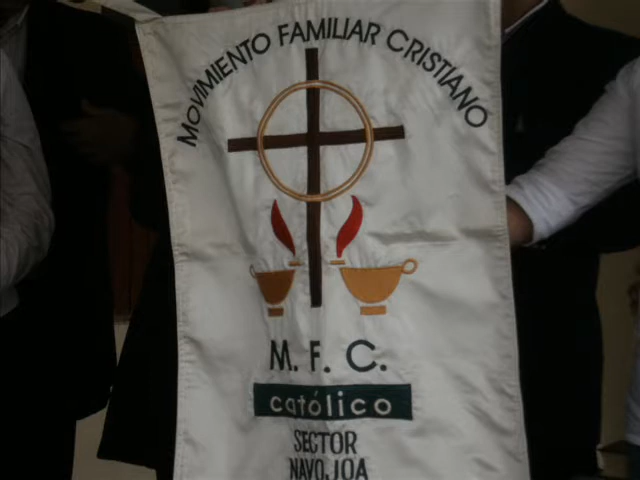 MOVIMIENTO FAMILIAR CRISTIANO
M. F. C.
católico
SECTOR
NAVOJOA